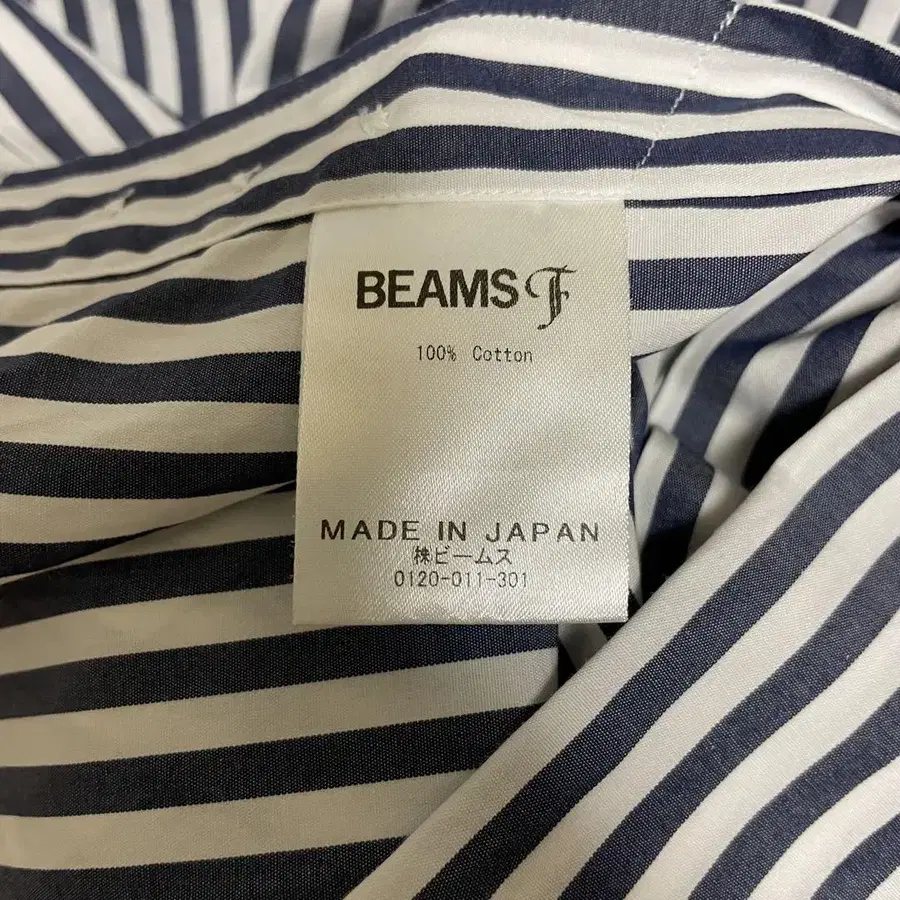 BEAMS F
100% Cotton
MADE IN JAPAN
㈱ビームス
0120-011-301